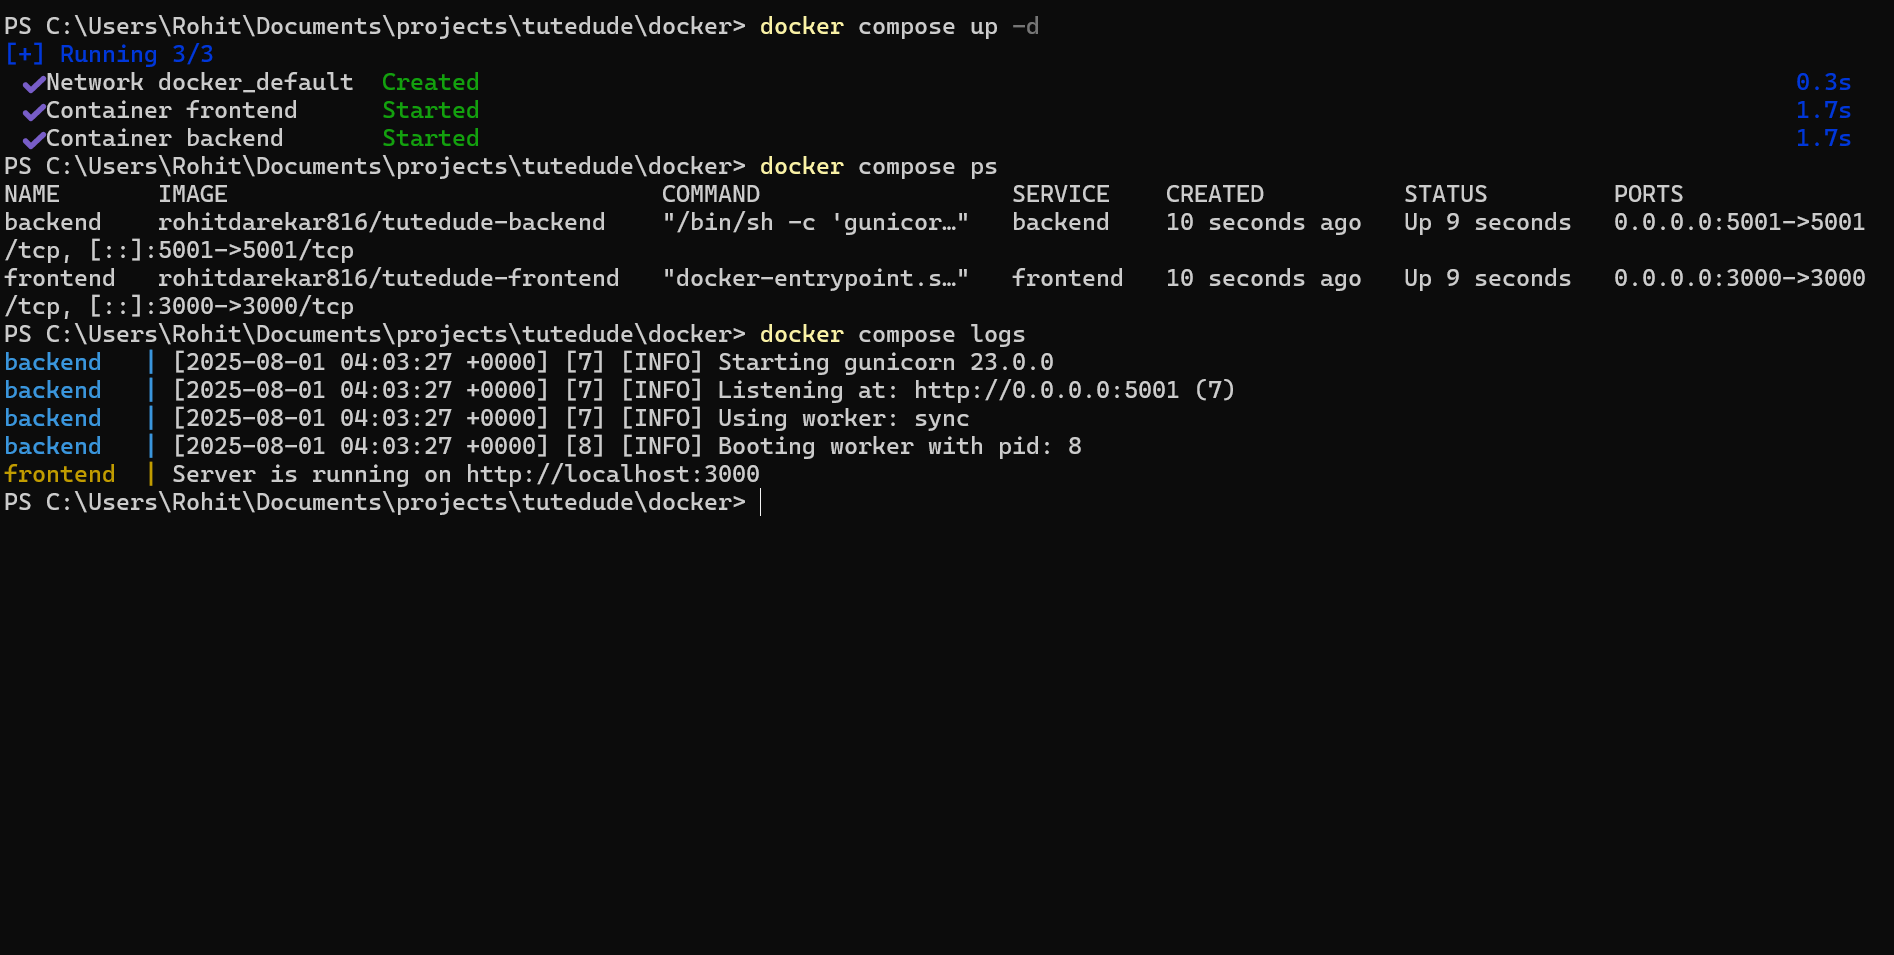 PS C:\Users\Rohit\Documents\projects\tutedude\docker> docker compose up -d
[+] Running 3/3
✔Network docker_default  Created 0.3s
✔Container frontend      Started 1.7s
✔Container backend       Started 1.7s
PS C:\Users\Rohit\Documents\projects\tutedude\docker> docker compose ps
NAME       IMAGE                               COMMAND                  SERVICE    CREATED          STATUS         PORTS
backend    rohitdarekar816/tutedude-backend    "/bin/sh -c 'gunicor…"   backend    10 seconds ago   Up 9 seconds   0.0.0.0:5001->5001
/tcp, [::]:5001->5001/tcp
frontend   rohitdarekar816/tutedude-frontend   "docker-entrypoint.s…"   frontend   10 seconds ago   Up 9 seconds   0.0.0.0:3000->3000
/tcp, [::]:3000->3000/tcp
PS C:\Users\Rohit\Documents\projects\tutedude\docker> docker compose logs
backend   | [2025-08-01 04:03:27 +0000] [7] [INFO] Starting gunicorn 23.0.0
backend   | [2025-08-01 04:03:27 +0000] [7] [INFO] Listening at: http://0.0.0.0:5001 (7)
backend   | [2025-08-01 04:03:27 +0000] [7] [INFO] Using worker: sync
backend   | [2025-08-01 04:03:27 +0000] [8] [INFO] Booting worker with pid: 8
frontend  | Server is running on http://localhost:3000
PS C:\Users\Rohit\Documents\projects\tutedude\docker>